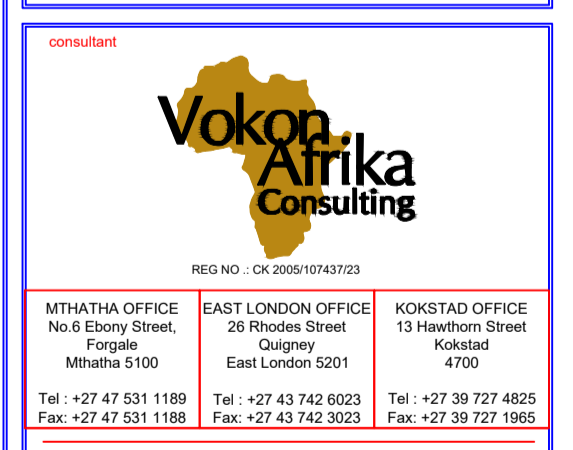 consultant
Vokon
Afrika
Consulting
REG NO .: CK 2005/107437/23
MTHATHA OFFICE
No.6 Ebony Street,
Forgale
Mthatha 5100
Tel : +27 47 531 1189
Fax: +27 47 531 1188
EAST LONDON OFFICE
26 Rhodes Street
Quigney
East London 5201
Tel : +27 43 742 6023
Fax: +27 43 742 3023
KOKSTAD OFFICE
13 Hawthorn Street
Kokstad
4700
Tel : +27 39 727 4825
Fax: +27 39 727 1965